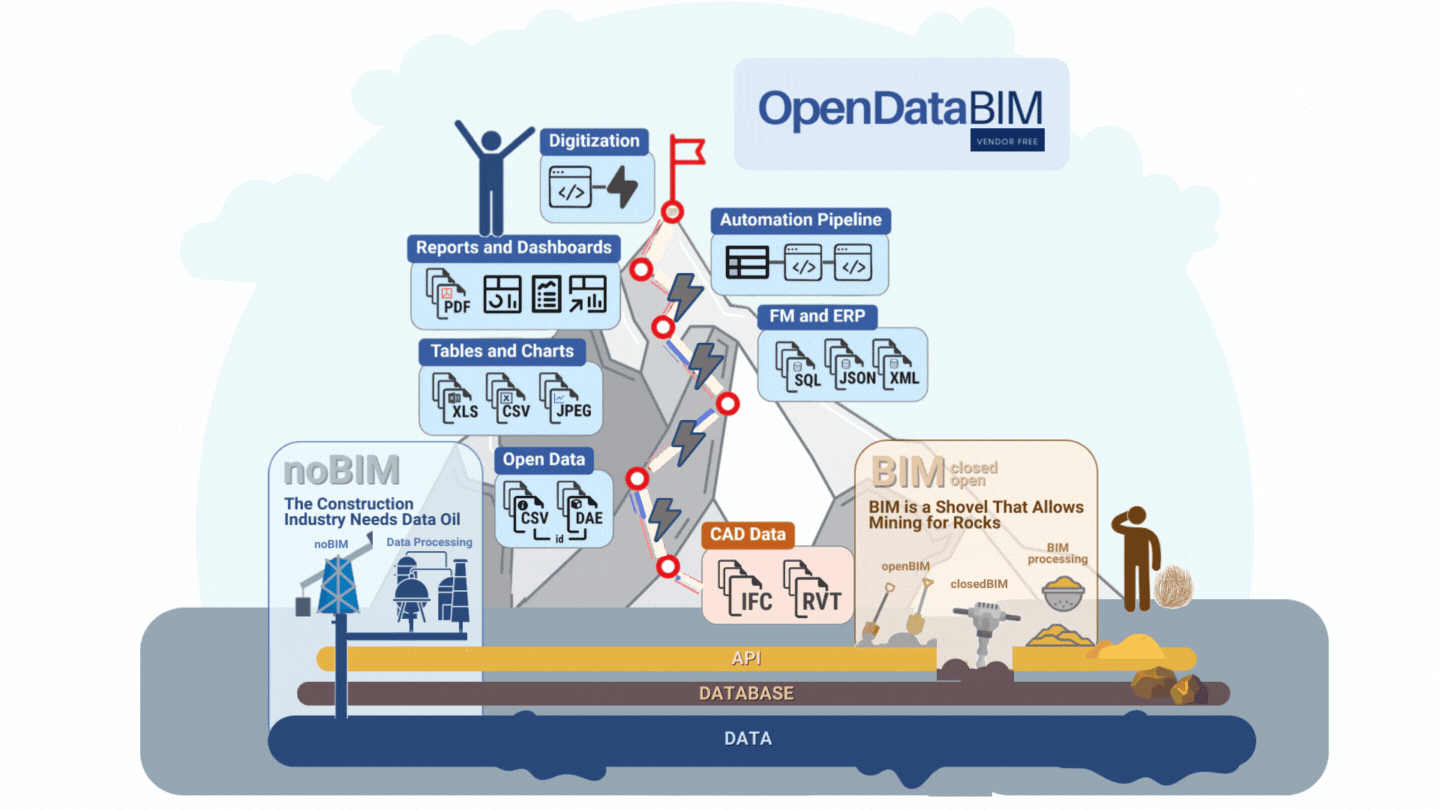 OpenDataBIM
VENDOR FREE
Digitization
Automation Pipeline
Reports and Dashboards
PDF
FM and ERP
SQL
JSON
XML
Tables and Charts
XLS
CSV
JPEG
Open Data
CSV
DAE
id
CAD Data
IFC
RVT
noBIM
The Construction
Industry Needs Data Oil
noBIM
Data Processing
BIM
closed
open
BIM is a Shovel That Allows
Mining for Rocks
openBIM
closedBIM
BIM
processing
API
DATABASE
DATA